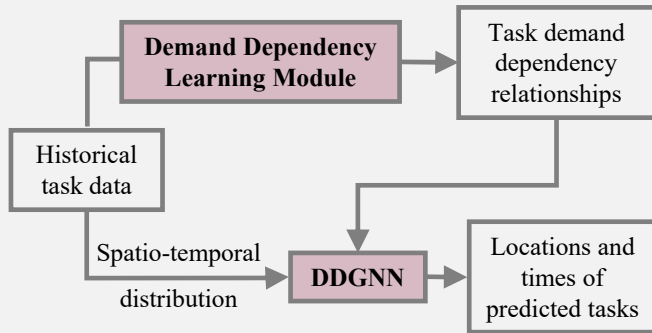 Demand Dependency
Learning Module
Task demand
dependency
relationships
Historical
task data
Spatio-temporal
distribution
DDGNN
Locations and
times of
predicted tasks